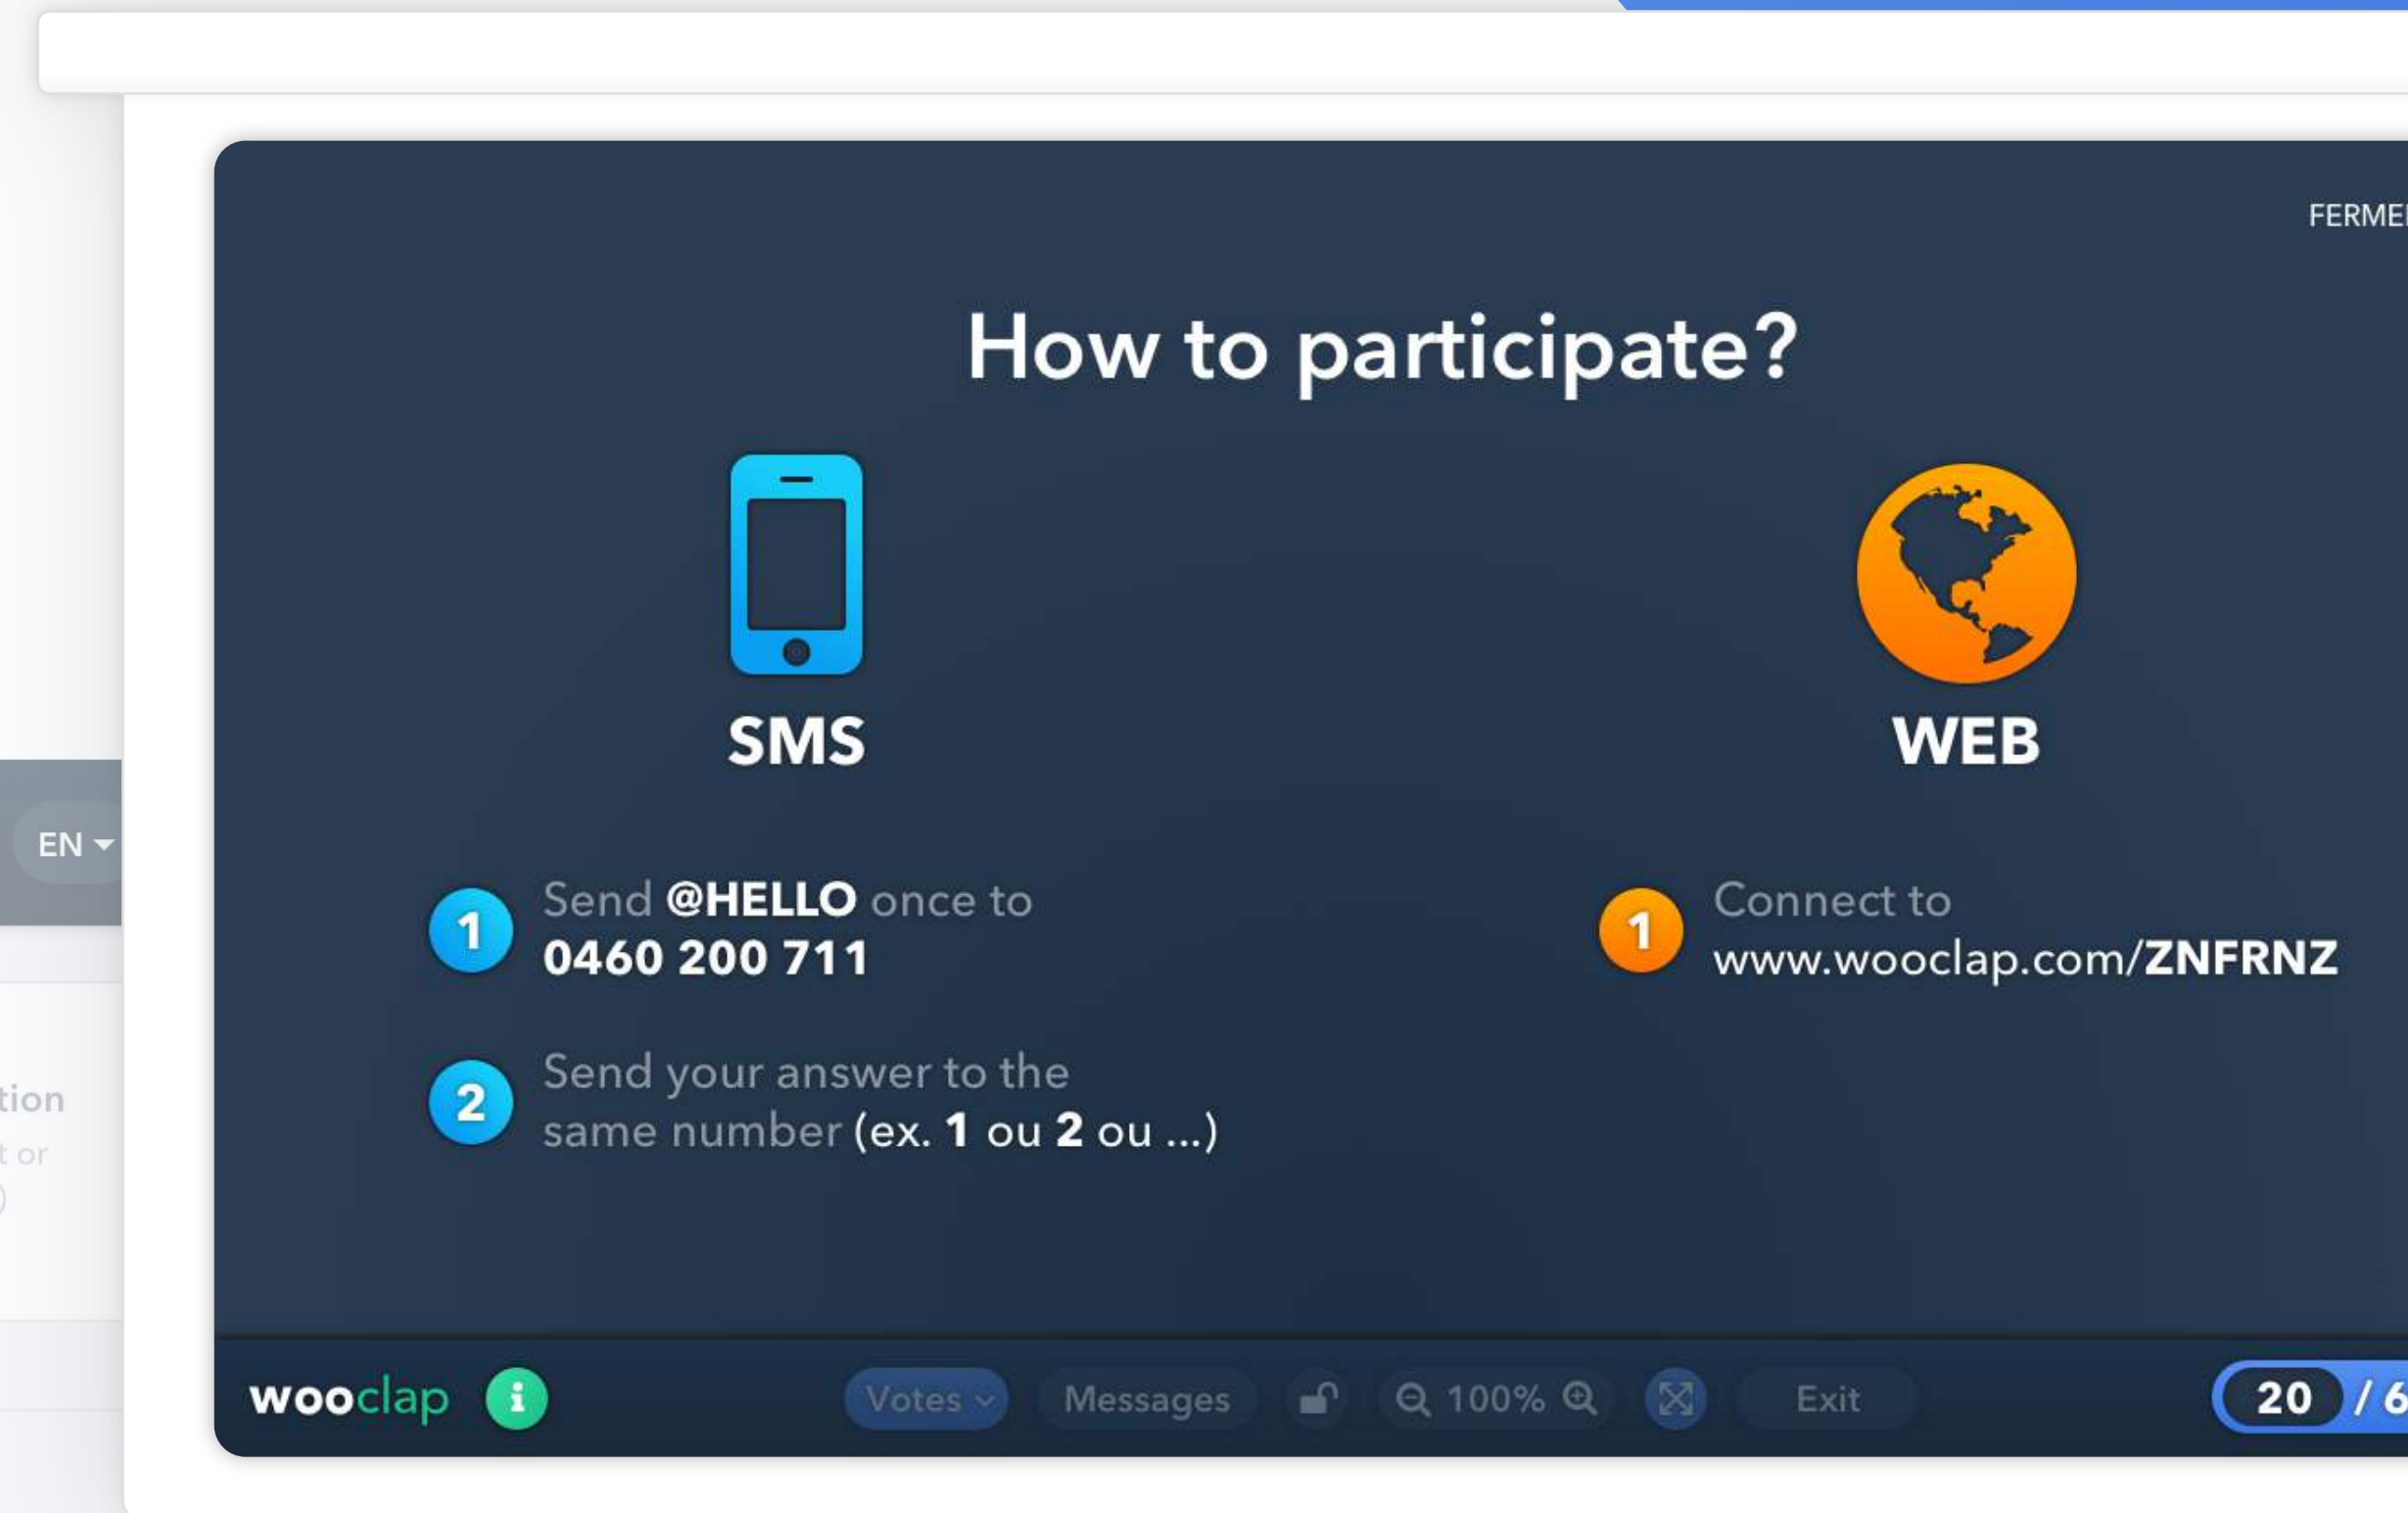 How to participate?
SMS
WEB
EN
1
Send @HELLO once to
0460 200 711
1
Connect to
www.wooclap.com/ZNFRNZ
2
Send your answer to the
same number (ex. 1 ou 2 ou ...)
t or
wooclap
i
Votes
Messages
100%
Exit
20 / 6